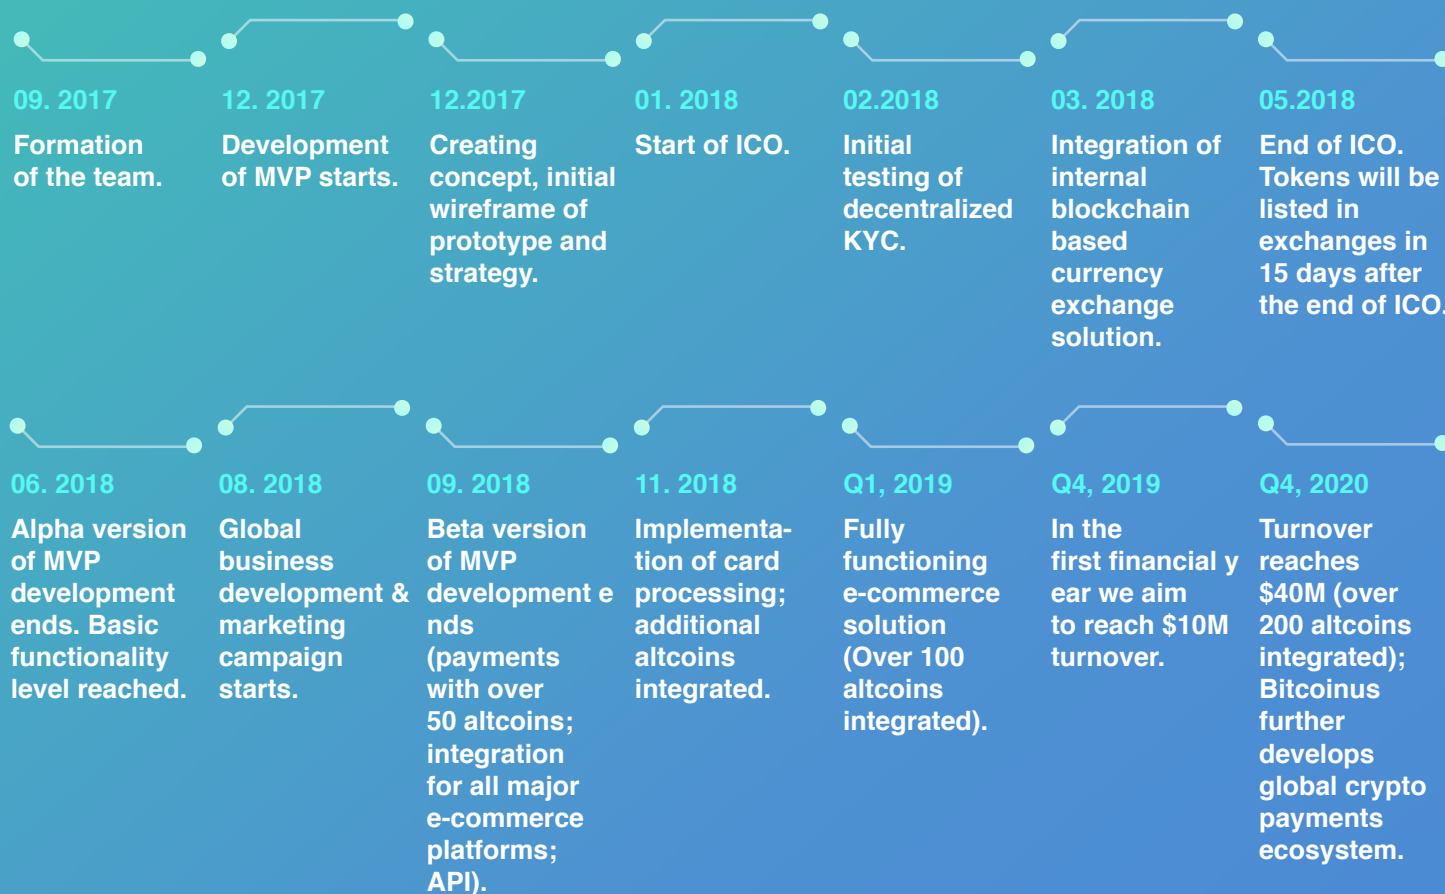 09. 2017
Formation
of the team.
12. 2017
Development
of MVP starts.
12.2017
Creating
concept, initial
wireframe of
prototype and
strategy.
01. 2018
Start of ICO.
02.2018
Initial
testing of
decentralized
KYC.
03. 2018
Integration of
internal
blockchain
based
currency
exchange
solution.
05.2018
End of ICO.
Tokens will be
listed in
exchanges in
15 days after
the end of ICO.
06. 2018
Alpha version
of MVP
development
ends. Basic
functionality
level reached.
08. 2018
Global
business
development &
marketing
campaign
starts.
09. 2018
Beta version
of MVP
development e
nds
(payments
with over
50 altcoins;
integration
for all major
e-commerce
platforms;
API).
11. 2018
Implementa-
tion of card
processing;
additional
altcoins
integrated.
Q1, 2019
Fully
functioning
e-commerce
solution
(Over 100
altcoins
integrated).
Q4, 2019
In the
first financial y
ear we aim
to reach $10M
turnover.
Q4, 2020
Turnover
reaches
$40M (over
200 altcoins
integrated);
Bitcoinus
further
develops
global crypto
payments
ecosystem.